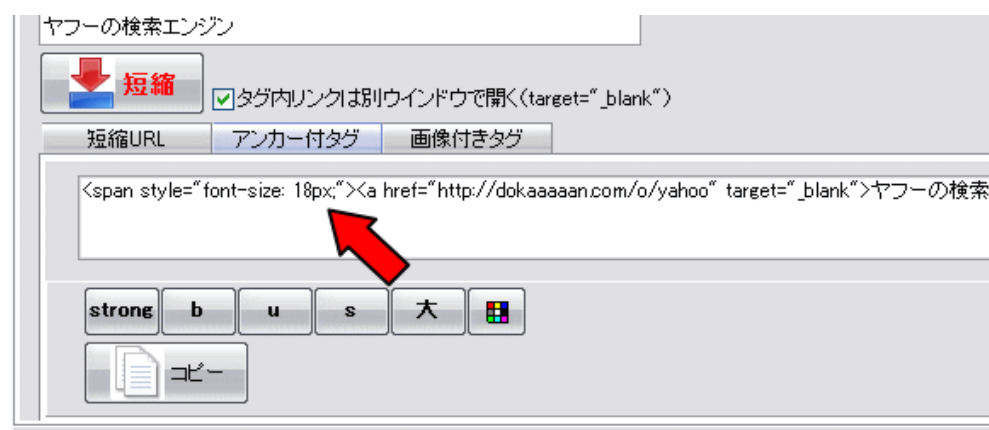 ヤフーの検索エンジン
短縮
タグ内リンクは別ウインドウで開く(target="_blank")
短縮URL アンカー付タグ 画像付きタグ
<span style="font-size: 18px;"><a href="http://dokaaaaan.com/o/yahoo" target="_blank">ヤフーの検索
strong b u s 大
コピー